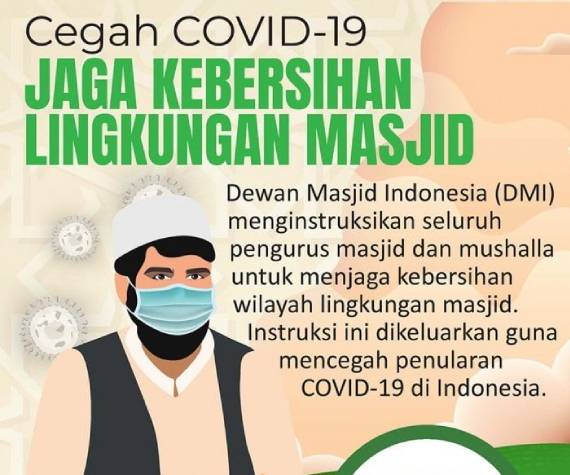 Cegah COVID-19
JAGA KEBERSIHAN
LINGKUNGAN MASJID
Dewan Masjid Indonesia (DMI)
menginstruksikan seluruh
pengurus masjid dan mushalla
untuk menjaga kebersihan
wilayah lingkungan masjid.
Instruksi ini dikeluarkan guna
mencegah penularan
COVID-19 di Indonesia.